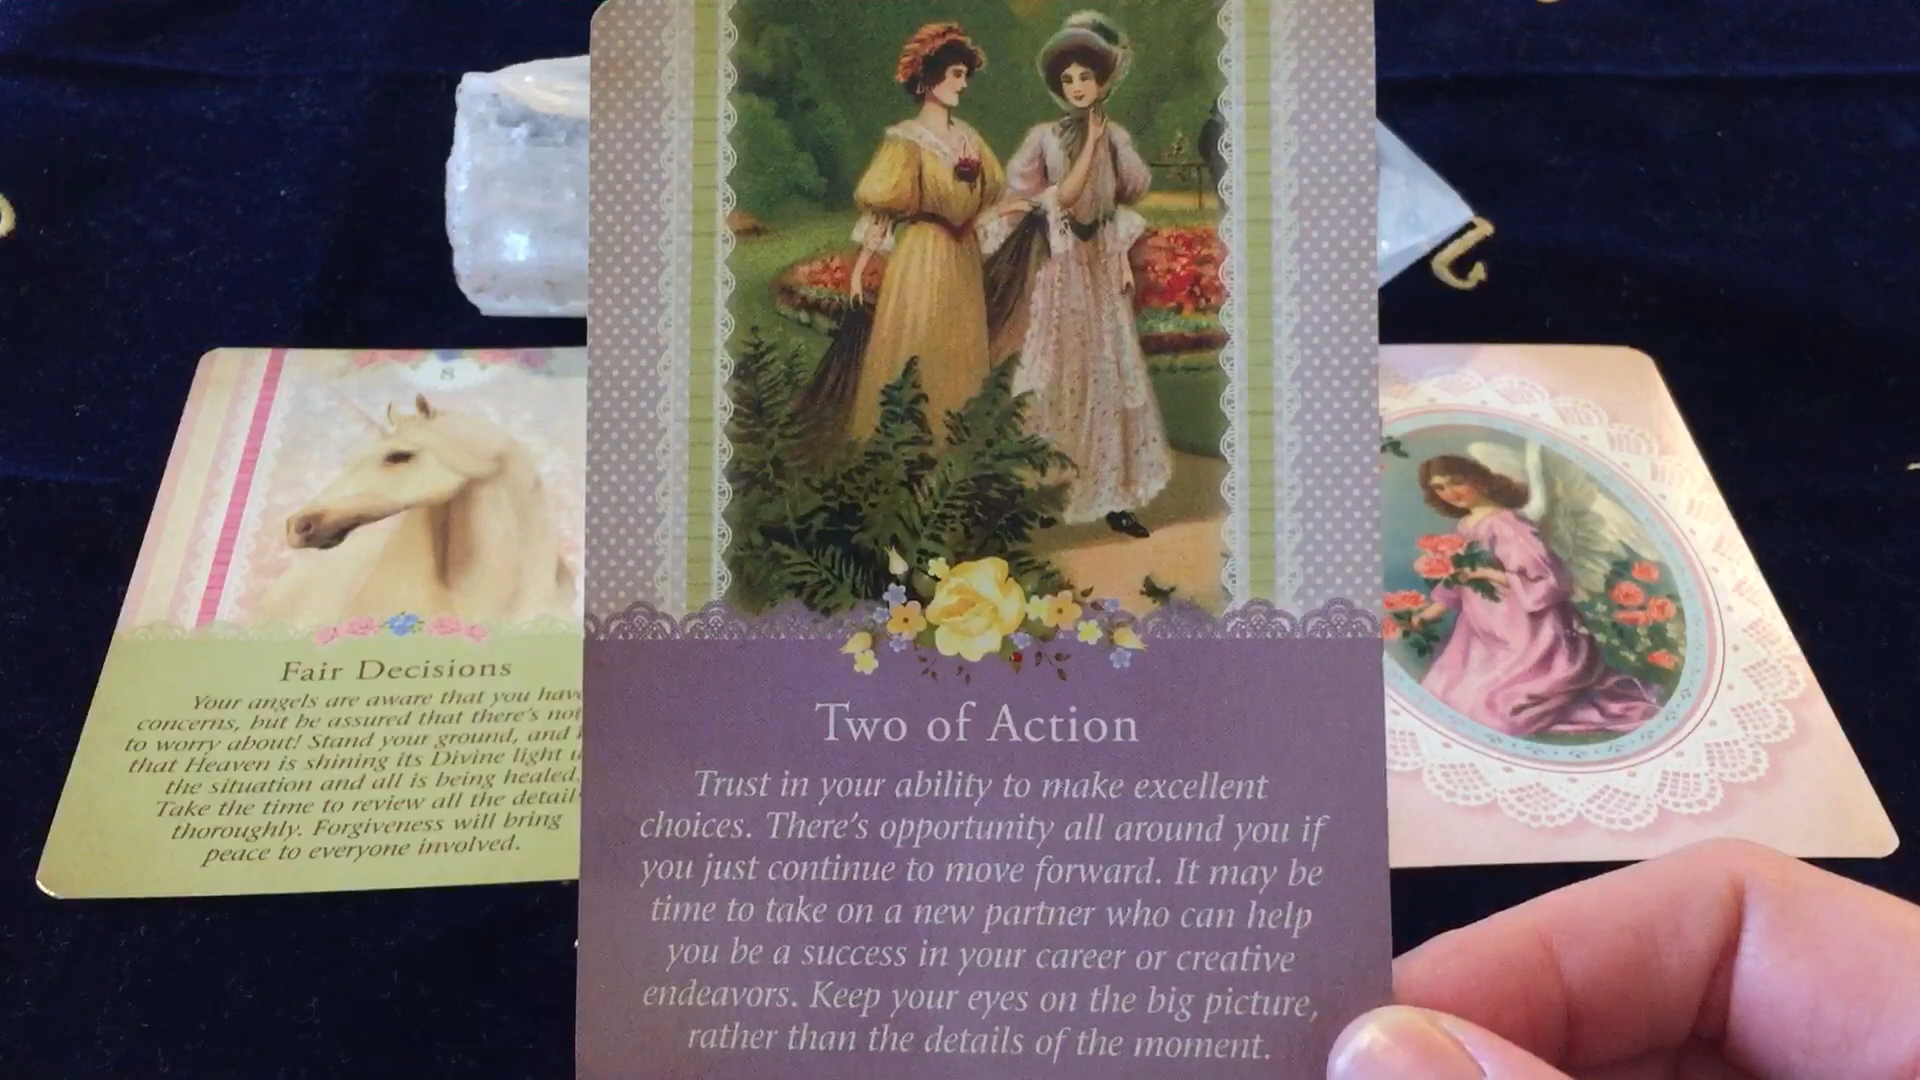 8
Fair Decisions
Your angels are aware that you have
concerns, but be assured that there's
to worry about! Stand your ground, and
that Heaven is shining its Divine light
the situation and all is being healed.
Take the time to review all the detail
thoroughly. Forgiveness will bring
peace to everyone involved.
Two of Action
Trust in your ability to make excellent
choices. There's opportunity all around you if
you just continue to move forward. It may be
time to take on a new partner who can help
you be a success in your career or creative
endeavors. Keep your eyes on the big picture,
rather than the details of the moment.